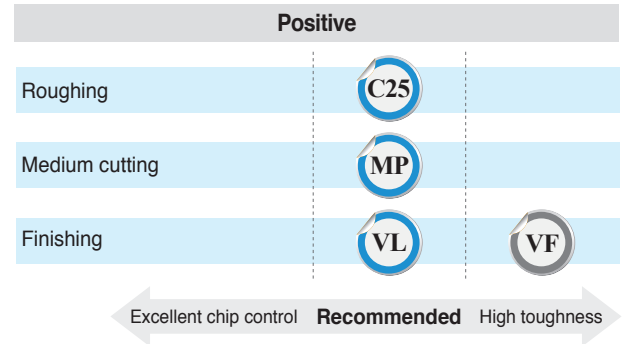 Positive
Roughing C25
Medium cutting MP
Finishing VL VF
Excellent chip control Recommended High toughness